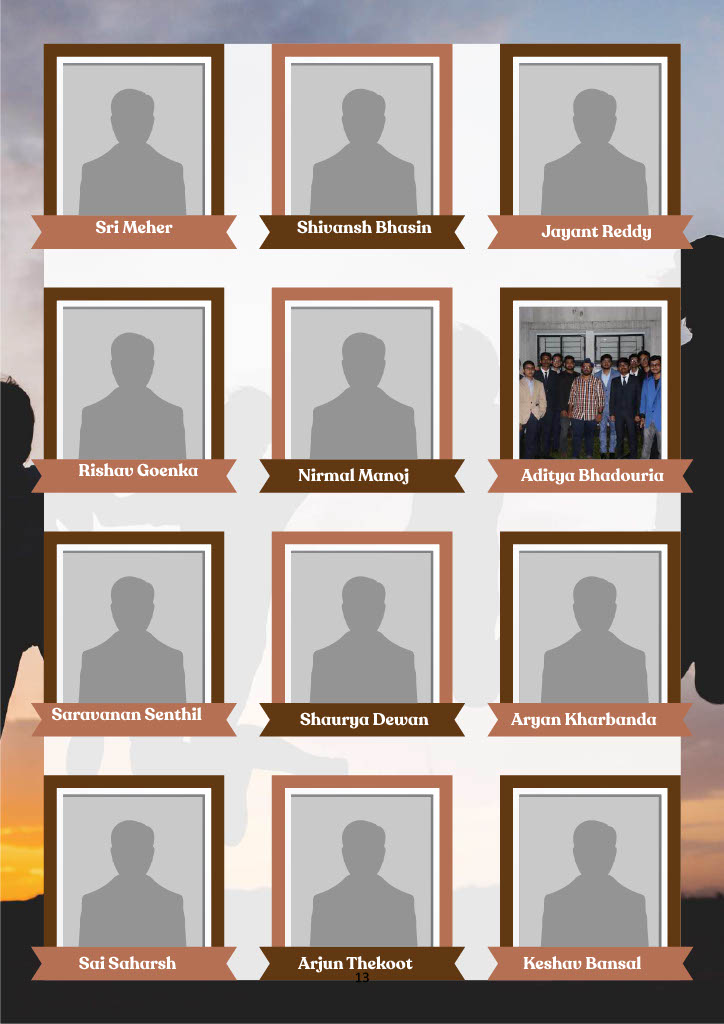 Sri Meher
Shivansh Bhasin
Jayant Reddy
Rishav Goenka
Nirmal Manoj
Aditya Bhadouria
Saravanan Senthil
Shaurya Dewan
Aryan Kharbanda
Sai Saharsh
Arjun Thekoot
Keshav Bansal
13